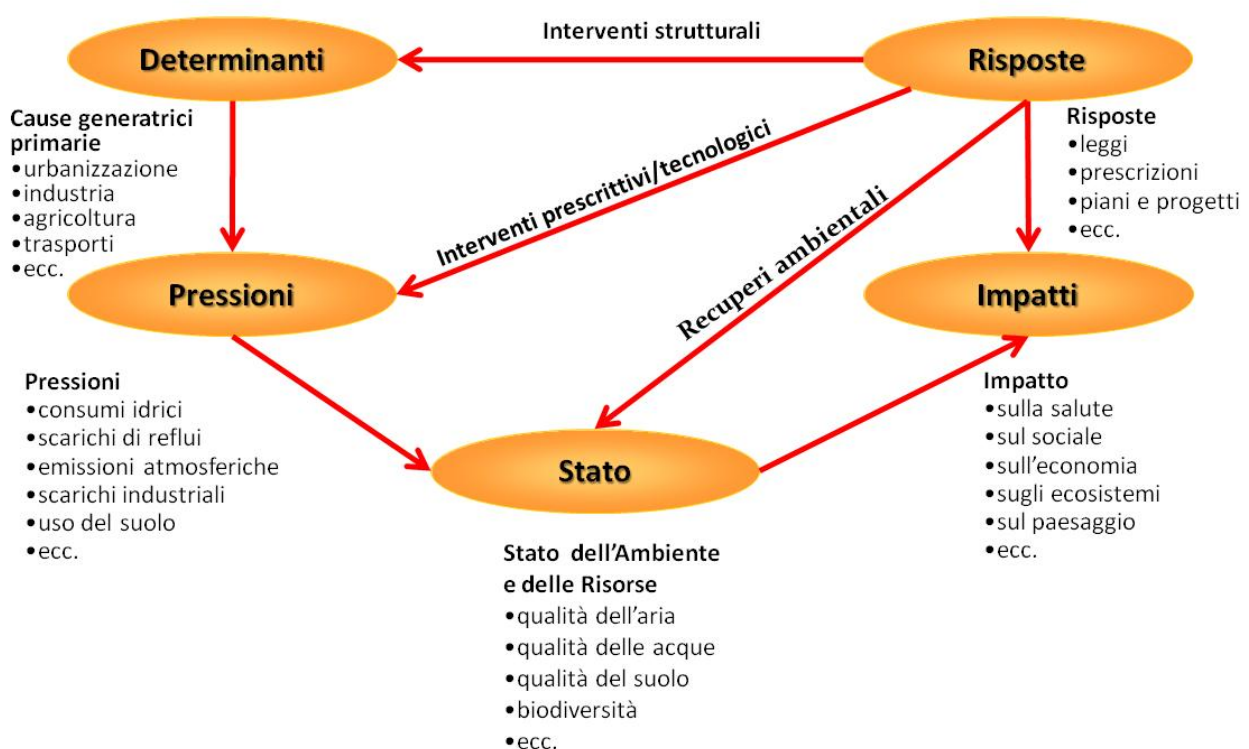 Interventi strutturali
Determinanti
Risposte
Cause generatrici
primarie
•urbanizzazione
•industria
•agricoltura
•trasporti
•ecc.
Interventi prescrittivi/tecnologici
Recuperi ambientali
Risposte
•leggi
•prescrizioni
•piani e progetti
•ecc.
Pressioni
Impatti
Pressioni
•consumi idrici
•scarichi di reflui
•emissioni atmosferiche
•scarichi industriali
•uso del suolo
•ecc.
Stato
Impatto
•sulla salute
•sul sociale
•sull'economia
•sugli ecosistemi
•sul paesaggio
•ecc.
Stato dell'Ambiente
e delle Risorse
•qualità dell'aria
•qualità delle acque
•qualità del suolo
•biodiversità
•ecc.